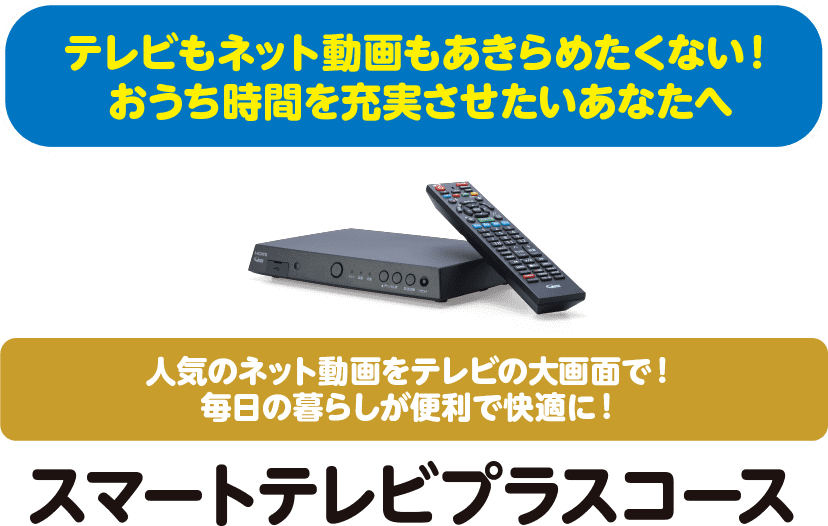 テレビもネット動画もあきらめたくない!
おうち時間を充実させたいあなたへ
人気のネット動画をテレビの大画面で!
毎日の暮らしが便利で快適に!
スマートテレビプラスコース